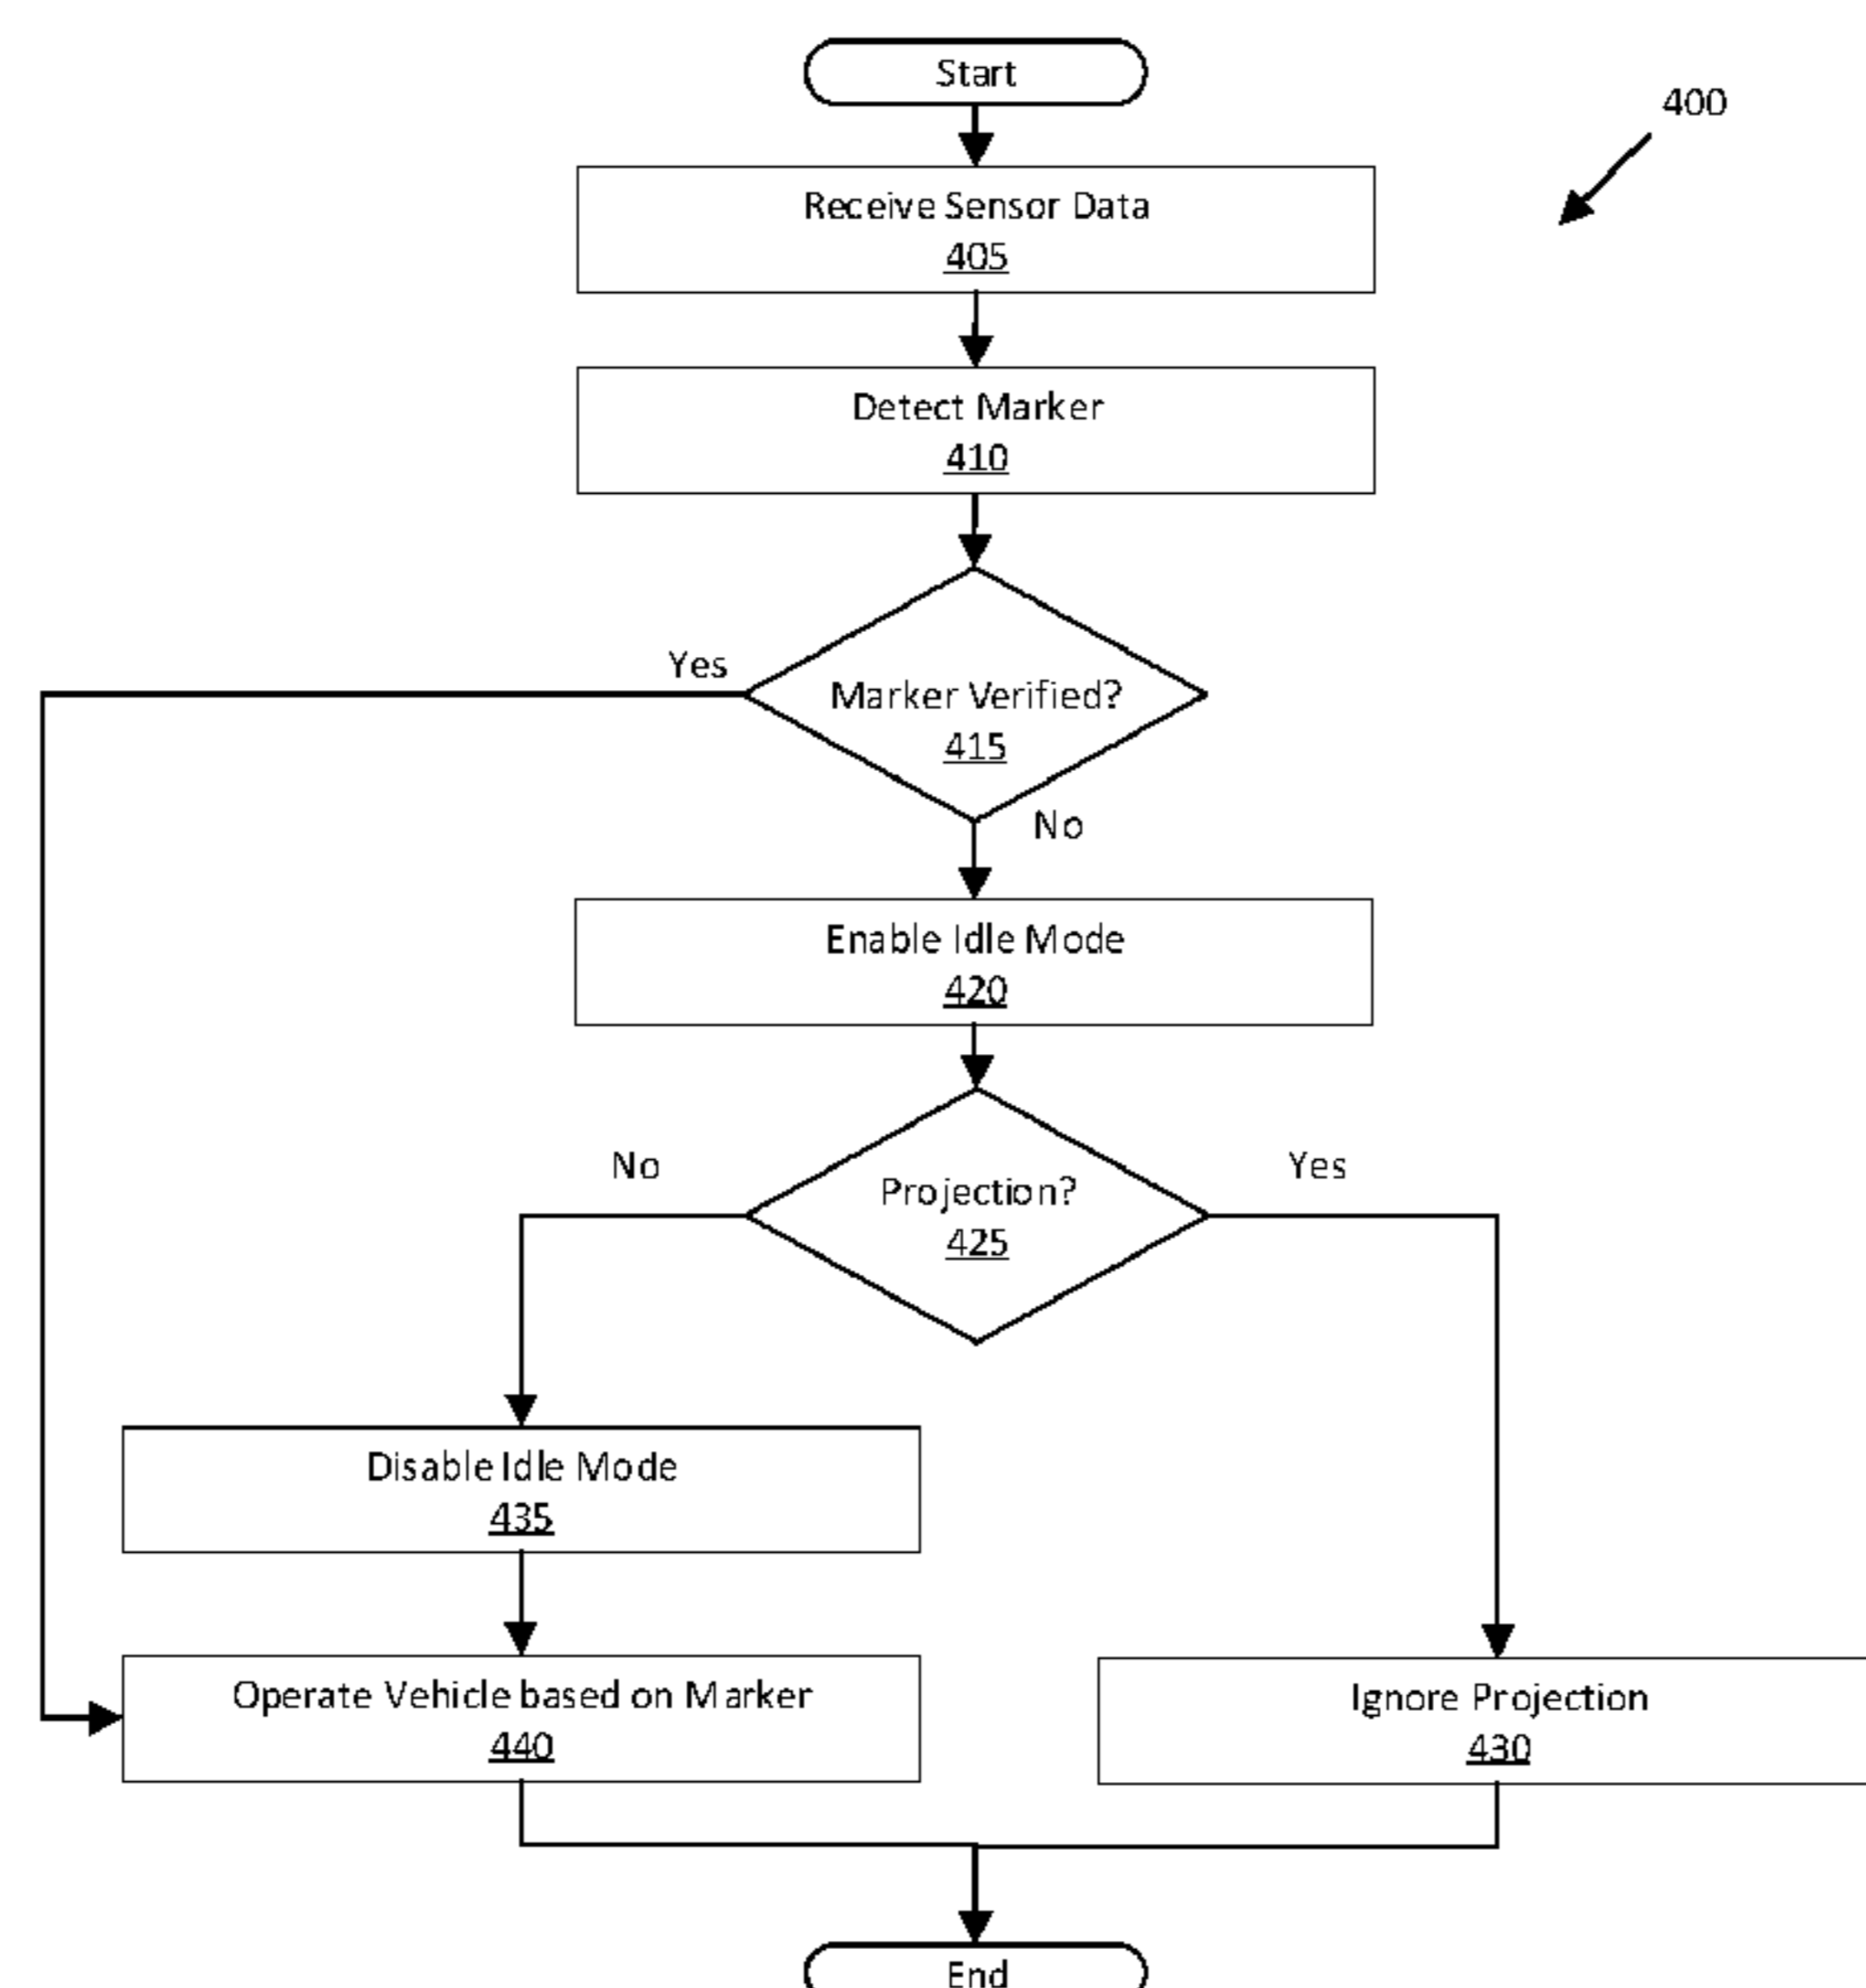 Start
400
Receive Sensor Data
405
Detect Marker
410
Yes
Marker Verified?
415
No
Enable Idle Mode
420
No
Projection?
425
Yes
Disable Idle Mode
435
Operate Vehicle based on Marker
440
Ignore Projection
430
End